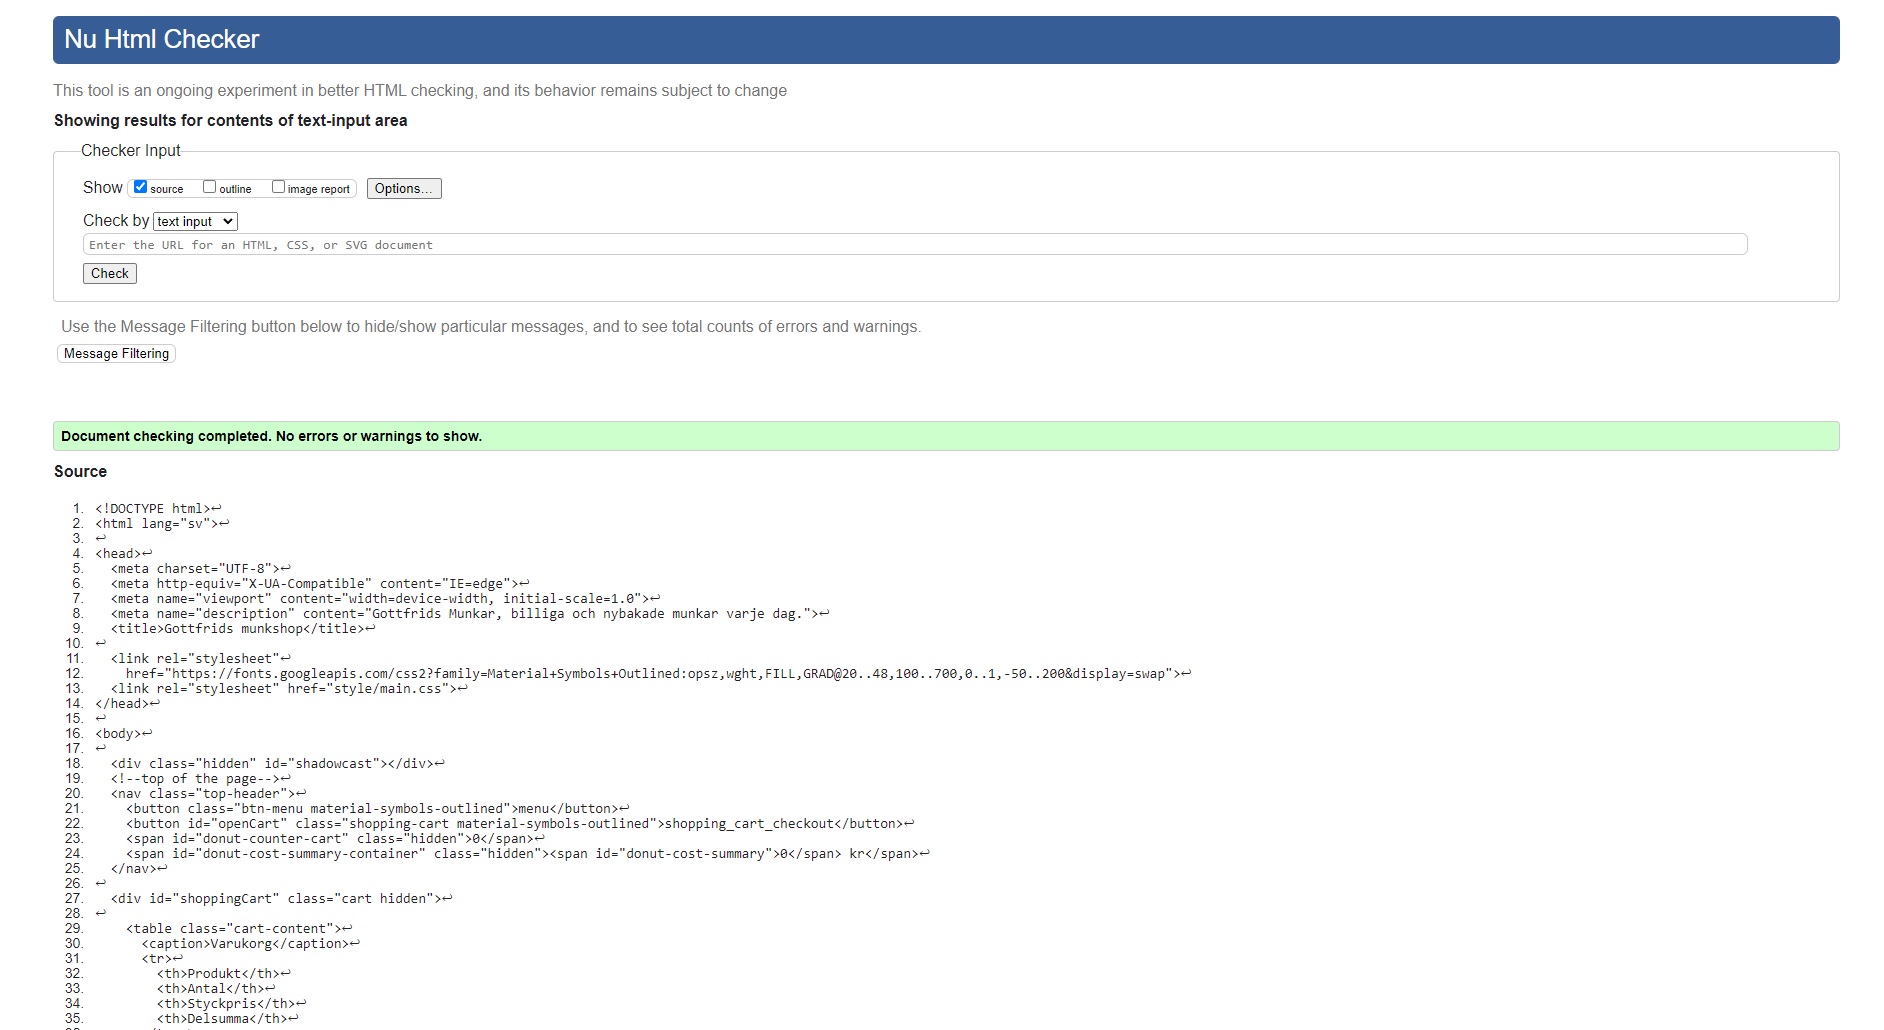 Nu Html Checker
This tool is an ongoing experiment in better HTML checking, and its behavior remains subject to change
Showing results for contents of text-input area
Checker Input
Show source outline image report Options...
Check by text input
Enter the URL for an HTML, CSS, or SVG document
Check
Use the Message Filtering button below to hide/show particular messages, and to see total counts of errors and warnings.
Message Filtering
Document checking completed. No errors or warnings to show.
Source
1. <!DOCTYPE html>↩
2. <html lang="sv">↩
3. ↩
4. <head>↩
5.   <meta charset="UTF-8">↩
6.   <meta http-equiv="X-UA-Compatible" content="IE=edge">↩
7.   <meta name="viewport" content="width=device-width, initial-scale=1.0">↩
8.   <meta name="description" content="Gottfrids Munkar, billiga och nybakade munkar varje dag.">↩
9.   <title>Gottfrids munkshop</title>↩
10. ↩
11.   <link rel="stylesheet"↩
12.     href="https://fonts.googleapis.com/css2?family=Material+Symbols+Outlined:opsz,wght,FILL,GRAD@20..48,100..700,0..1,-50..200&display=swap">↩
13.   <link rel="stylesheet" href="style/main.css">↩
14. </head>↩
15. ↩
16. <body>↩
17. ↩
18.   <div class="hidden" id="shadowcast"></div>↩
19.   <!--top of the page-->↩
20.   <nav class="top-header">↩
21.     <button class="btn-menu material-symbols-outlined">menu</button>↩
22.     <button id="openCart" class="shopping-cart material-symbols-outlined">shopping_cart_checkout</button>↩
23.     <span id="donut-counter-cart" class="hidden">0</span>↩
24.     <span id="donut-cost-summary-container" class="hidden"><span id="donut-cost-summary">0</span> kr</span>↩
25.   </nav>↩
26. ↩
27.   <div id="shoppingCart" class="cart hidden">↩
28. ↩
29.     <table class="cart-content">↩
30.       <caption>Varukorg</caption>↩
31.       <tr>↩
32.         <th>Produkt</th>↩
33.         <th>Antal</th>↩
34.         <th>Styckpris</th>↩
35.         <th>Delsumma</th>↩